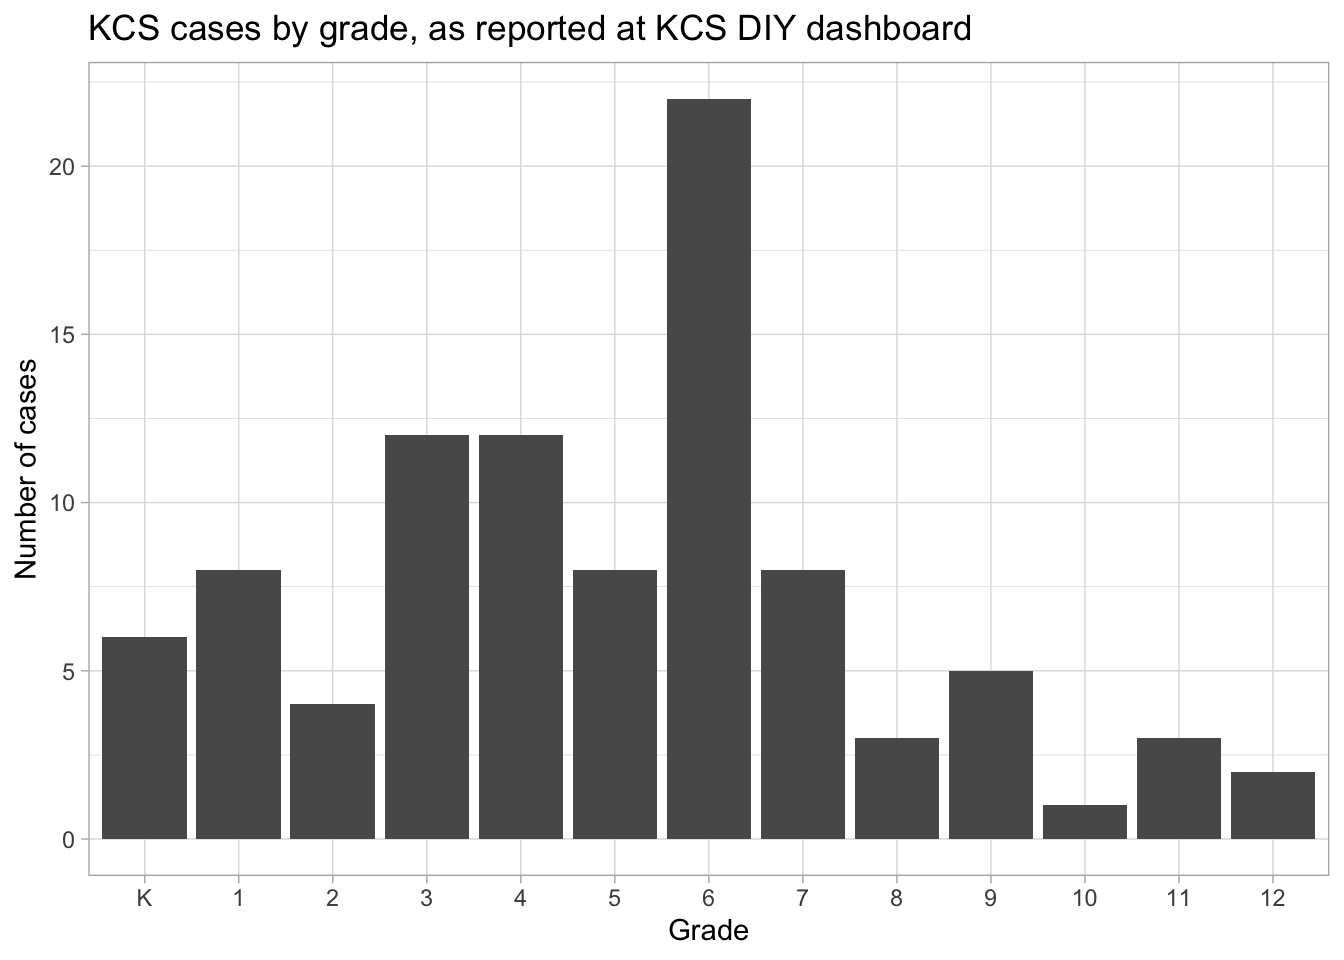 KCS cases by grade, as reported at KCS DIY dashboard
Number of cases
20
15
10
5
0
K 1 2 3 4 5 6 7 8 9 10 11 12
Grade